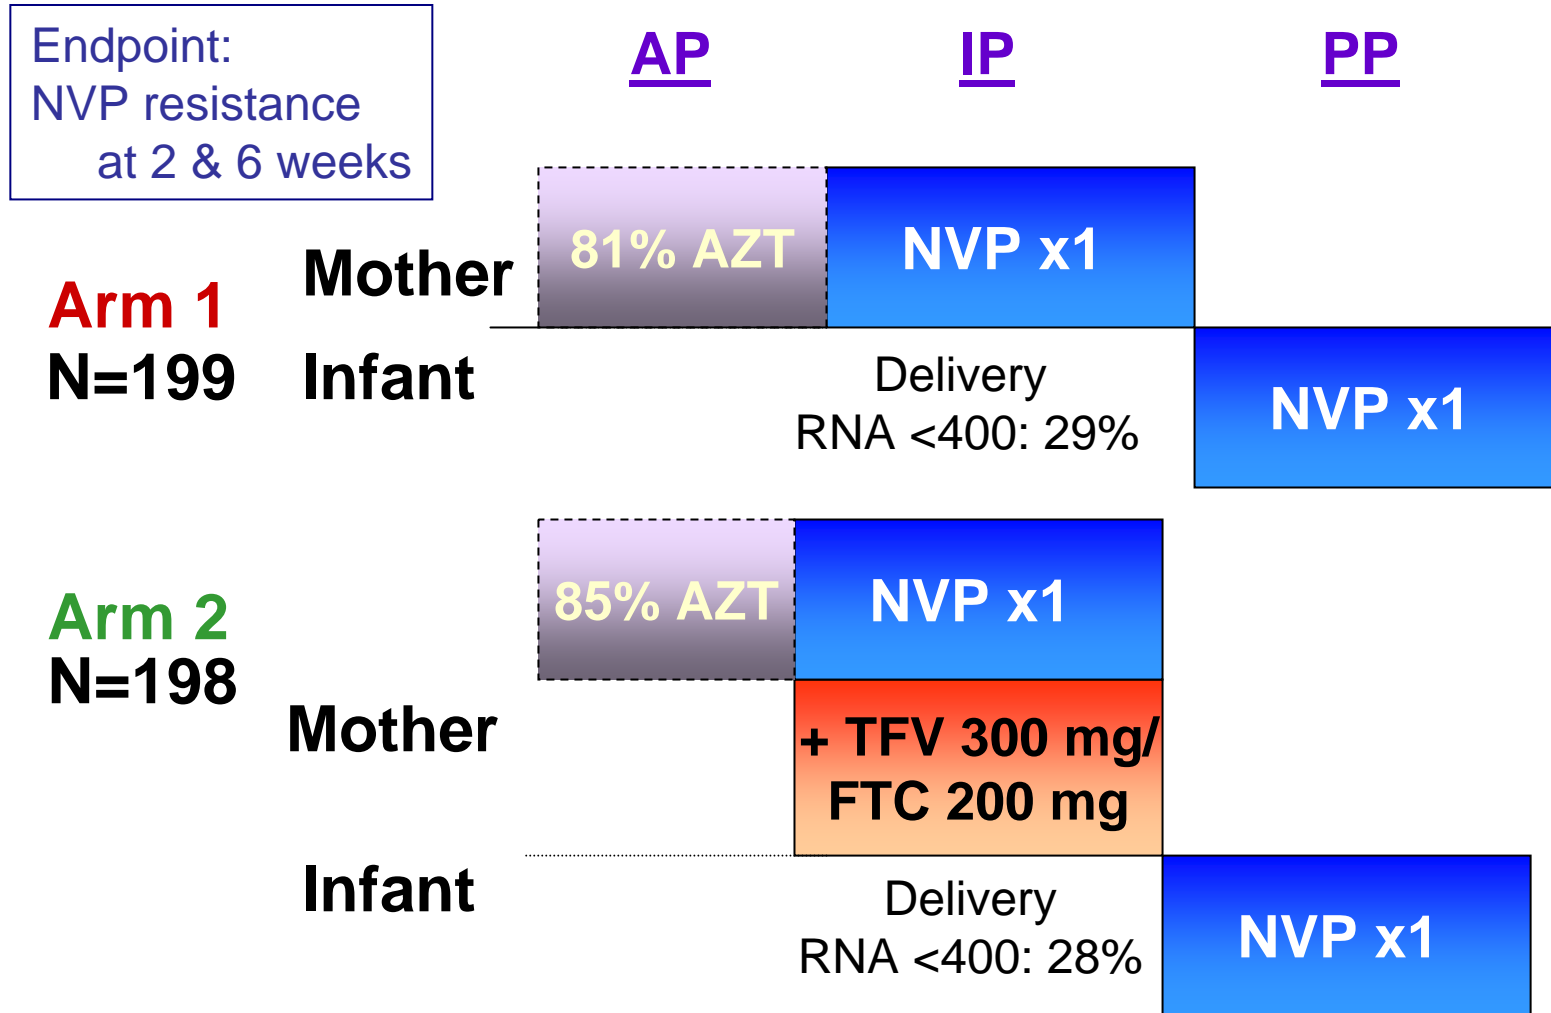 Endpoint:
NVP resistance
at 2 & 6 weeks
AP
IP
PP
Arm 1
N=199
Mother
81% AZT
NVP x1
Infant
Delivery
RNA <400: 29%
NVP x1
Arm 2
N=198
85% AZT
NVP x1
Mother
+ TFV 300 mg/
FTC 200 mg
Infant
Delivery
RNA <400: 28%
NVP x1